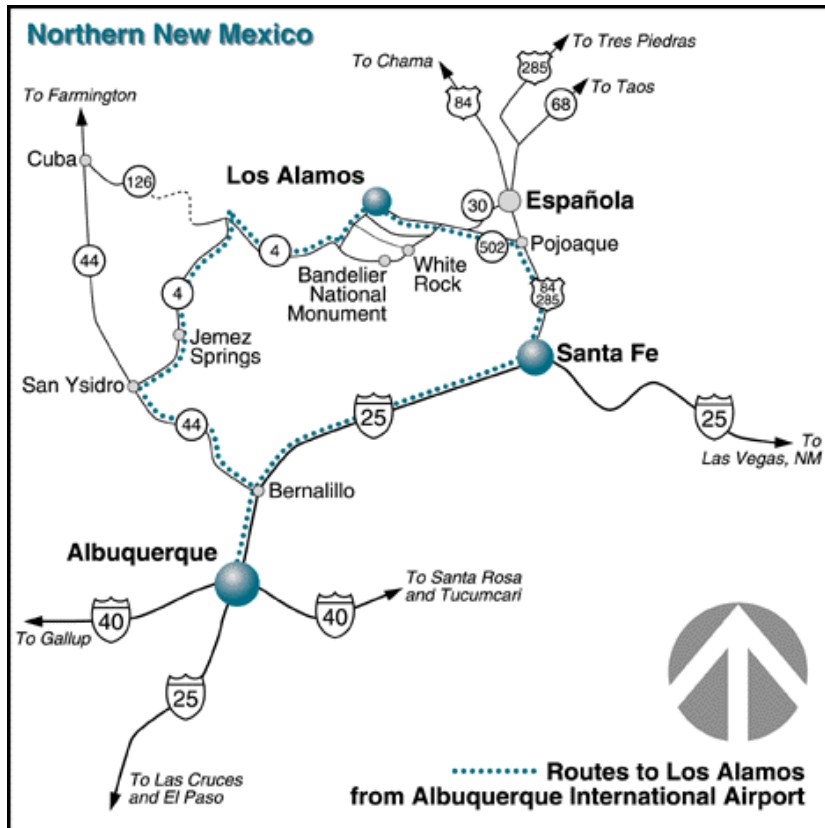 Northern New Mexico
To Tres Piedras
To Chama
285
84
68
To Taos
To Farmington
Cuba
126
Los Alamos
30
Española
44
4
502
Pojoaque
Bandelier
National
Monument
White
Rock
4
84
285
Jemez
Springs
Santa Fe
San Ysidro
44
25
25
To
Las Vegas, NM
Bernalillo
Albuquerque
To Santa Rosa
and Tucumcari
40
40
To Gallup
25
To Las Cruces
and El Paso
Routes to Los Alamos
from Albuquerque International Airport